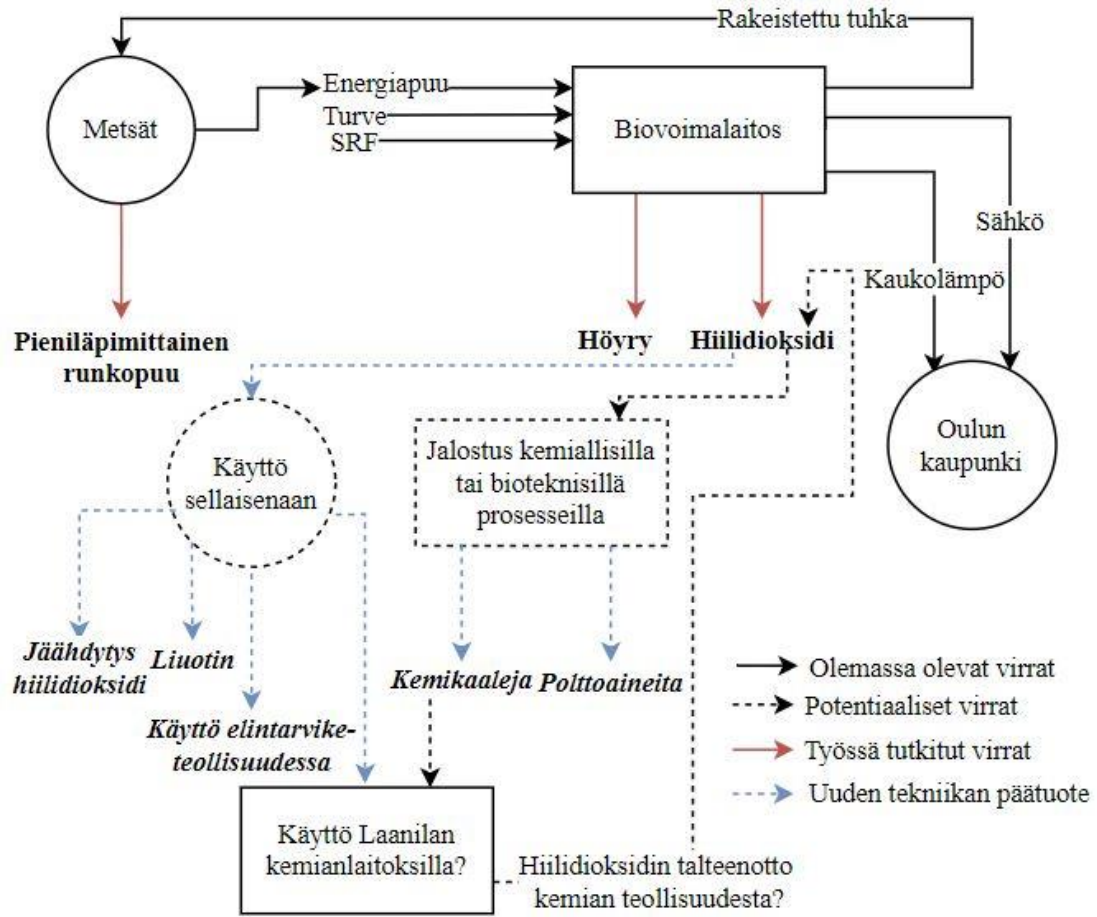 Rakeistettu tuhka
Metsät
Energiapuu
Turve
SRF
Biovoimalaitos
Sähkö
Kaukolämpö
Pieniläpimittainen
runkopuu
Höyry
Hiilidioksidi
Oulun
kaupunki
Käyttö
sellaisenaan
Jalostus kemiallisilla
tai bioteknisillä
prosesseilla
Jäähdytys
hiilidioksidi
Liuotin
Käyttö elintarvike-
teollisuudessa
Kemikaaleja
Polttoaineita
Olemassa olevat virrat
Potentiaaliset virrat
Työssä tutkitut virrat
Uuden tekniikan päätuote
Käyttö Laanilan
kemianlaitoksilla?
Hiilidioksidin talteenotto
kemian teollisuudesta?